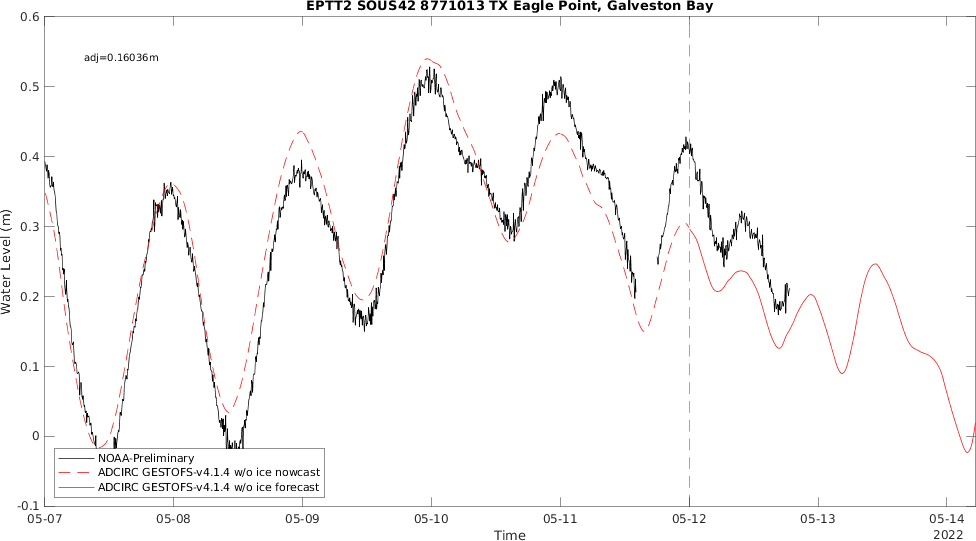 EPTT2 SOUS42 8771013 TX Eagle Point, Galveston Bay
0.6
adj=0.16036m
0.5
0.4
0.3
0.2
0.1
0
-0.1
Water Level (m)
NOAA-Preliminary
ADCIRC GESTOFS-v4.1.4 w/o ice nowcast
ADCIRC GESTOFS-v4.1.4 w/o ice forecast
05-07 05-08 05-09 05-10 05-11 05-12 05-13 05-14
Time
2022